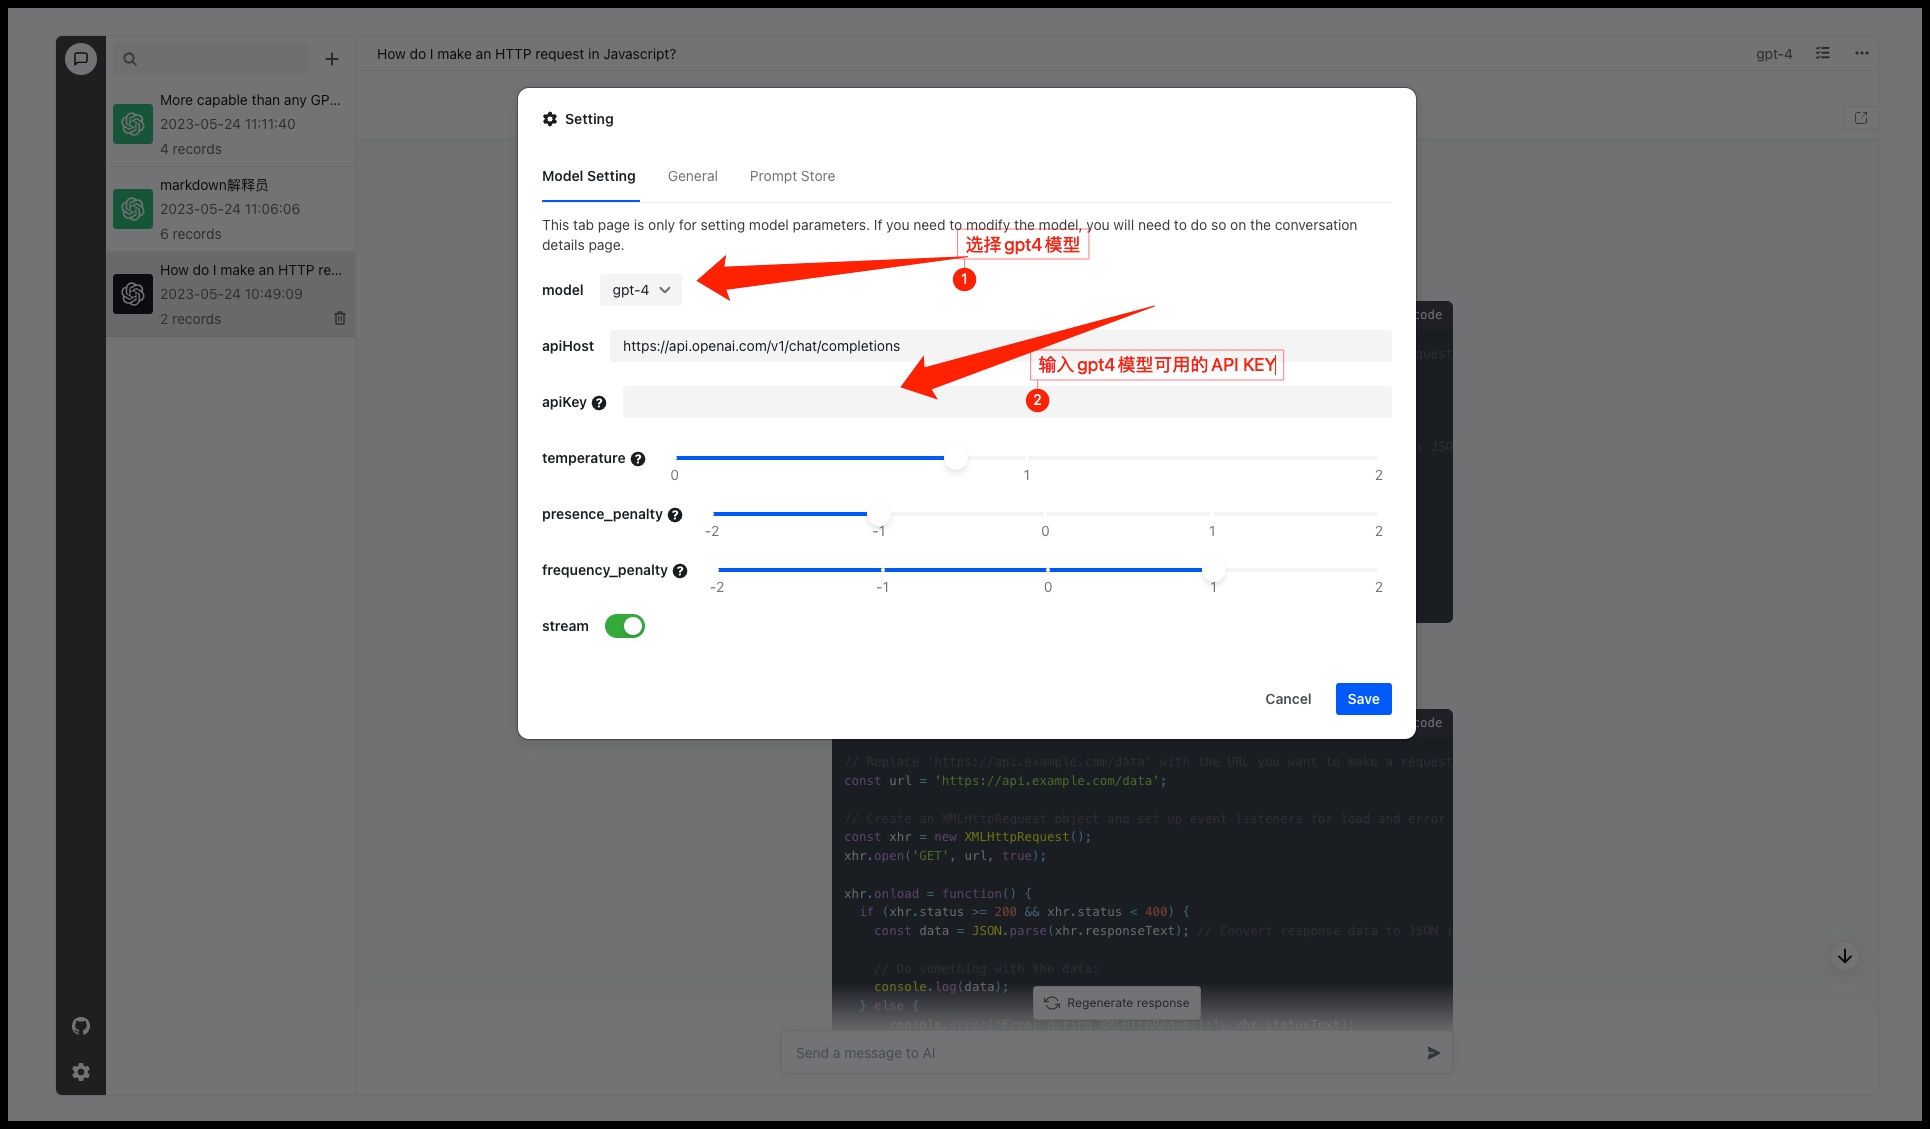 How do I make an HTTP request in Javascript?
gpt-4
More capable than any GP...
2023-05-24 11:11:40
4 records
markdown解释员
2023-05-24 11:06:06
6 records
How do I make an HTTP re...
2023-05-24 10:49:09
2 records
Setting
Model Setting
General
Prompt Store
This tab page is only for setting model parameters. If you need to modify the model, you will need to do so on the conversation
details page.
选择gpt4模型
1
model
gpt-4
apiHost
https://api.openai.com/v1/chat/completions
输入gpt4模型可用的API KEY
2
apiKey
temperature
0
1
2
presence_penalty
-2
-1
0
1
2
frequency_penalty
-2
-1
0
1
2
stream
Cancel
Save
code
quest
s JSO
code
// Replace 'https://api.example.com/data' with the URL you want to make a request
const url = 'https://api.example.com/data';
// Create an XMLHttpRequest object and set up event listeners for load and error
const xhr = new XMLHttpRequest();
xhr.open('GET', url, true);
xhr.onload = function() {
if (xhr.status >= 200 && xhr.status < 400) {
const data = JSON.parse(xhr.responseText); // Convert response data to JSON i
// Do something with the data:
console.log(data);
} else {
console.error('Error during XMLHttpRequest:', xhr.statusText);
Regenerate response
Send a message to AI